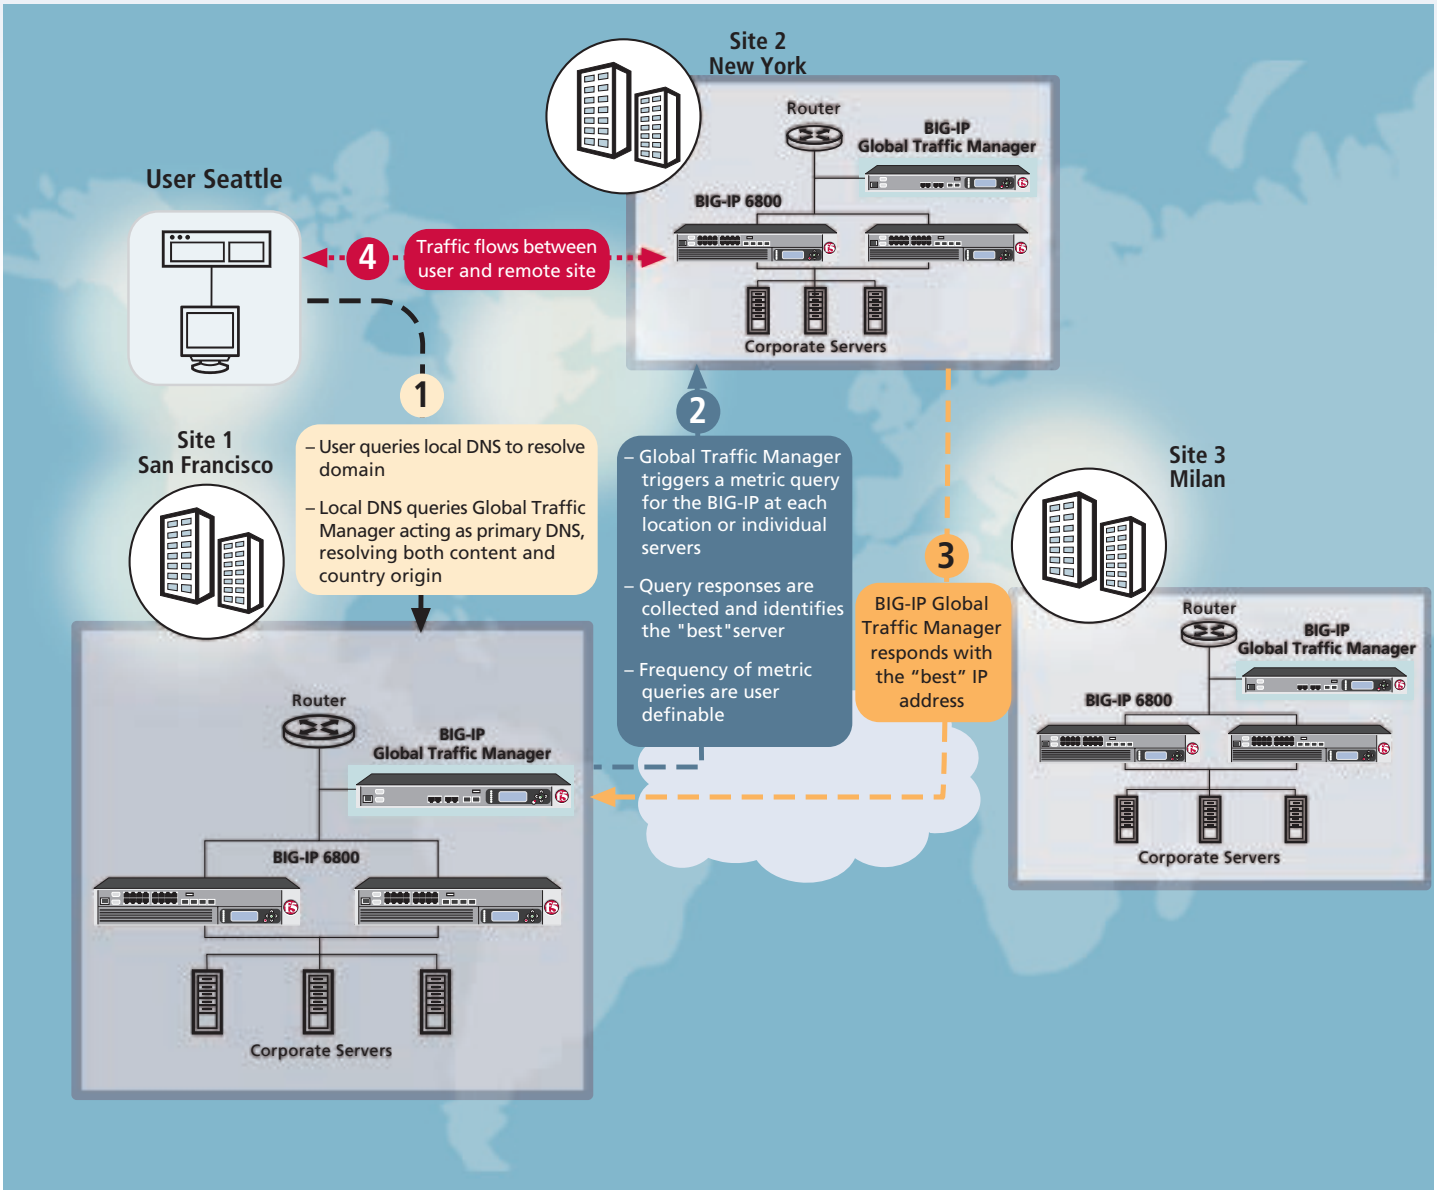 Site 2
New York
Router
BIG-IP
Global Traffic Manager
BIG-IP 6800
Corporate Servers
User Seattle
4
Traffic flows between
user and remote site
1
– User queries local DNS to resolve
domain
– Local DNS queries Global Traffic
Manager acting as primary DNS,
resolving both content and
country origin
2
– Global Traffic Manager
triggers a metric query
for the BIG-IP at each
location or individual
servers
– Query responses are
collected and identifies
the "best"server
– Frequency of metric
queries are user
definable
3
BIG-IP Global
Traffic Manager
responds with
the “best” IP
address
Site 1
San Francisco
Router
BIG-IP
Global Traffic Manager
BIG-IP 6800
Corporate Servers
Site 3
Milan
Router
BIG-IP
Global Traffic Manager
BIG-IP 6800
Corporate Servers